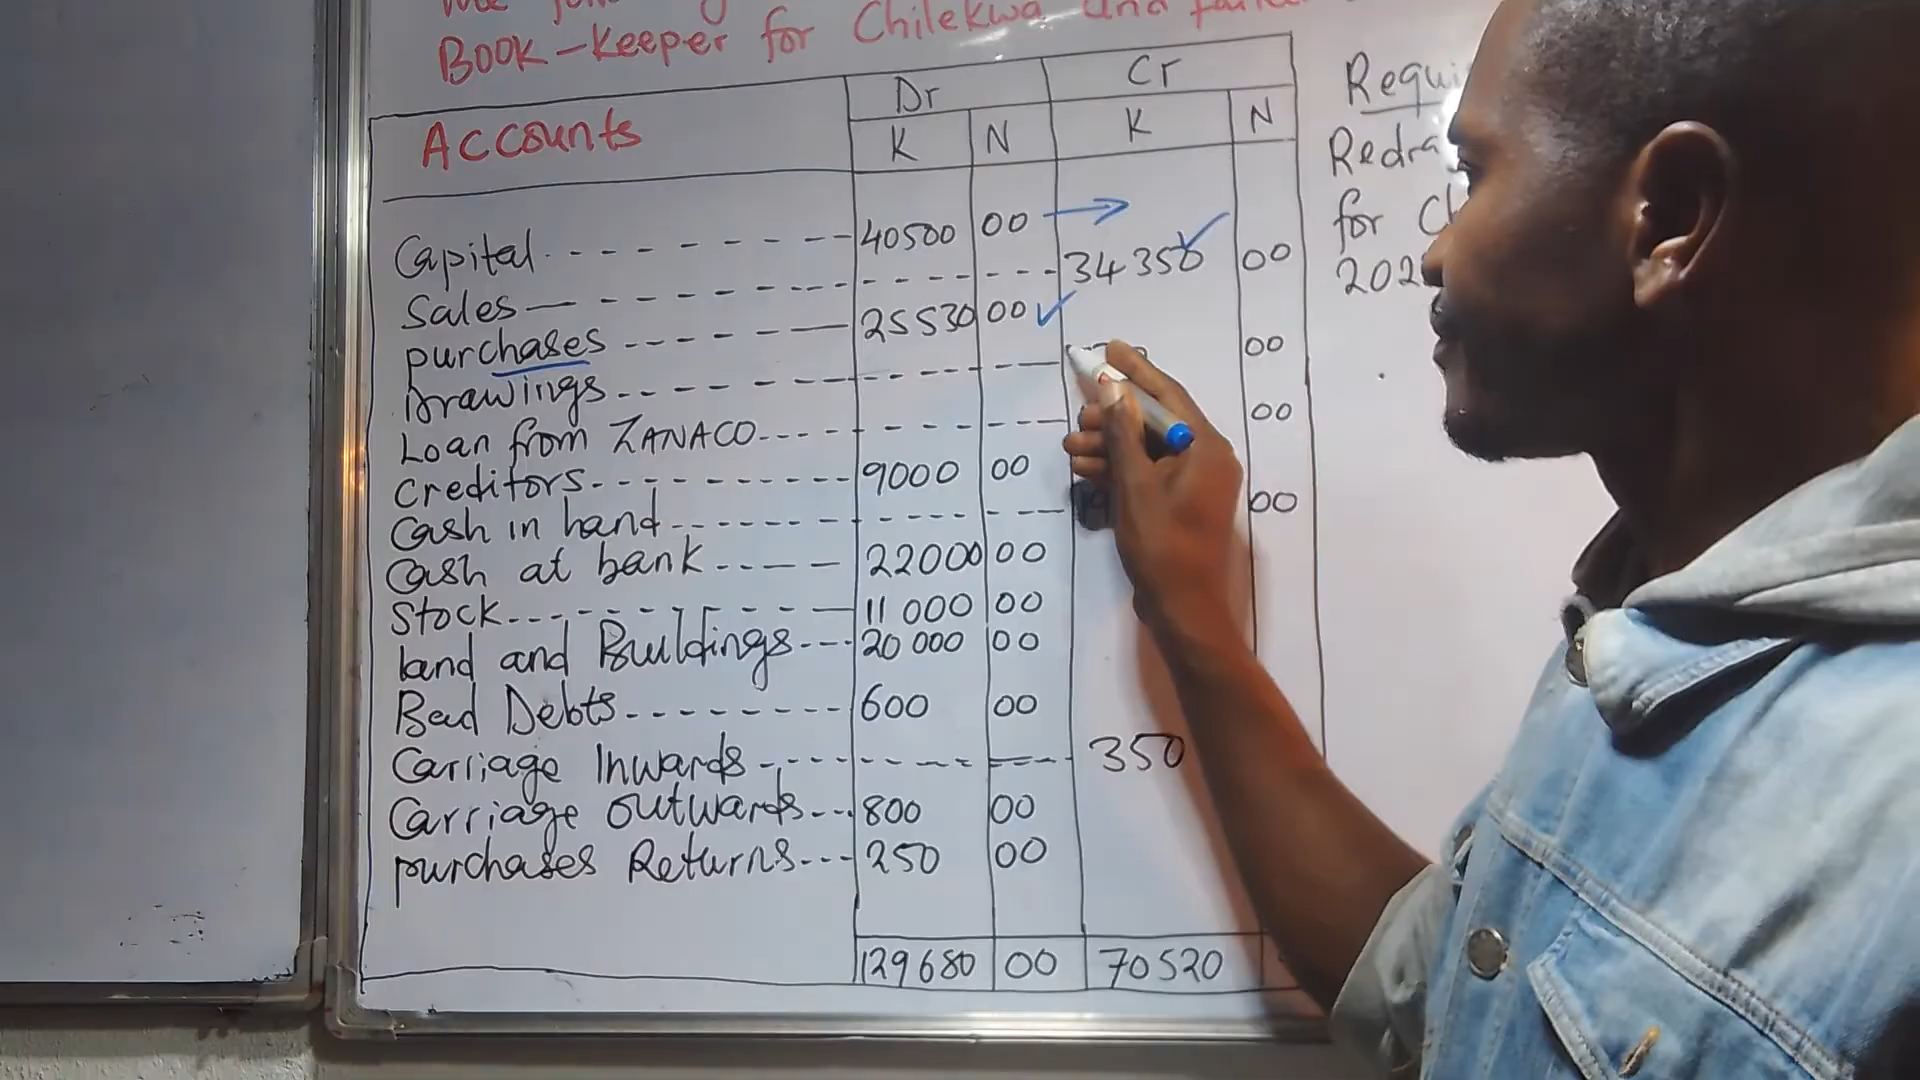 BOOK-Keeper for Chilekwa and
Accounts Dr Cr
K N K N
Capital 40500 00
Sales 34350 00
purchases 25530 00
Drawings 00
Loan from ZANACO 00
Creditors 9000 00
Cash in hand 00
Cash at bank 22000 00
Stock 11 000 00
land and Buildings 20 000 00
Bad Debts 600 00
Carriage Inwards 350
Carriage outwards 800 00
purchases Returns 250 00
129680 00 70520
Requi
Redra
for C
202